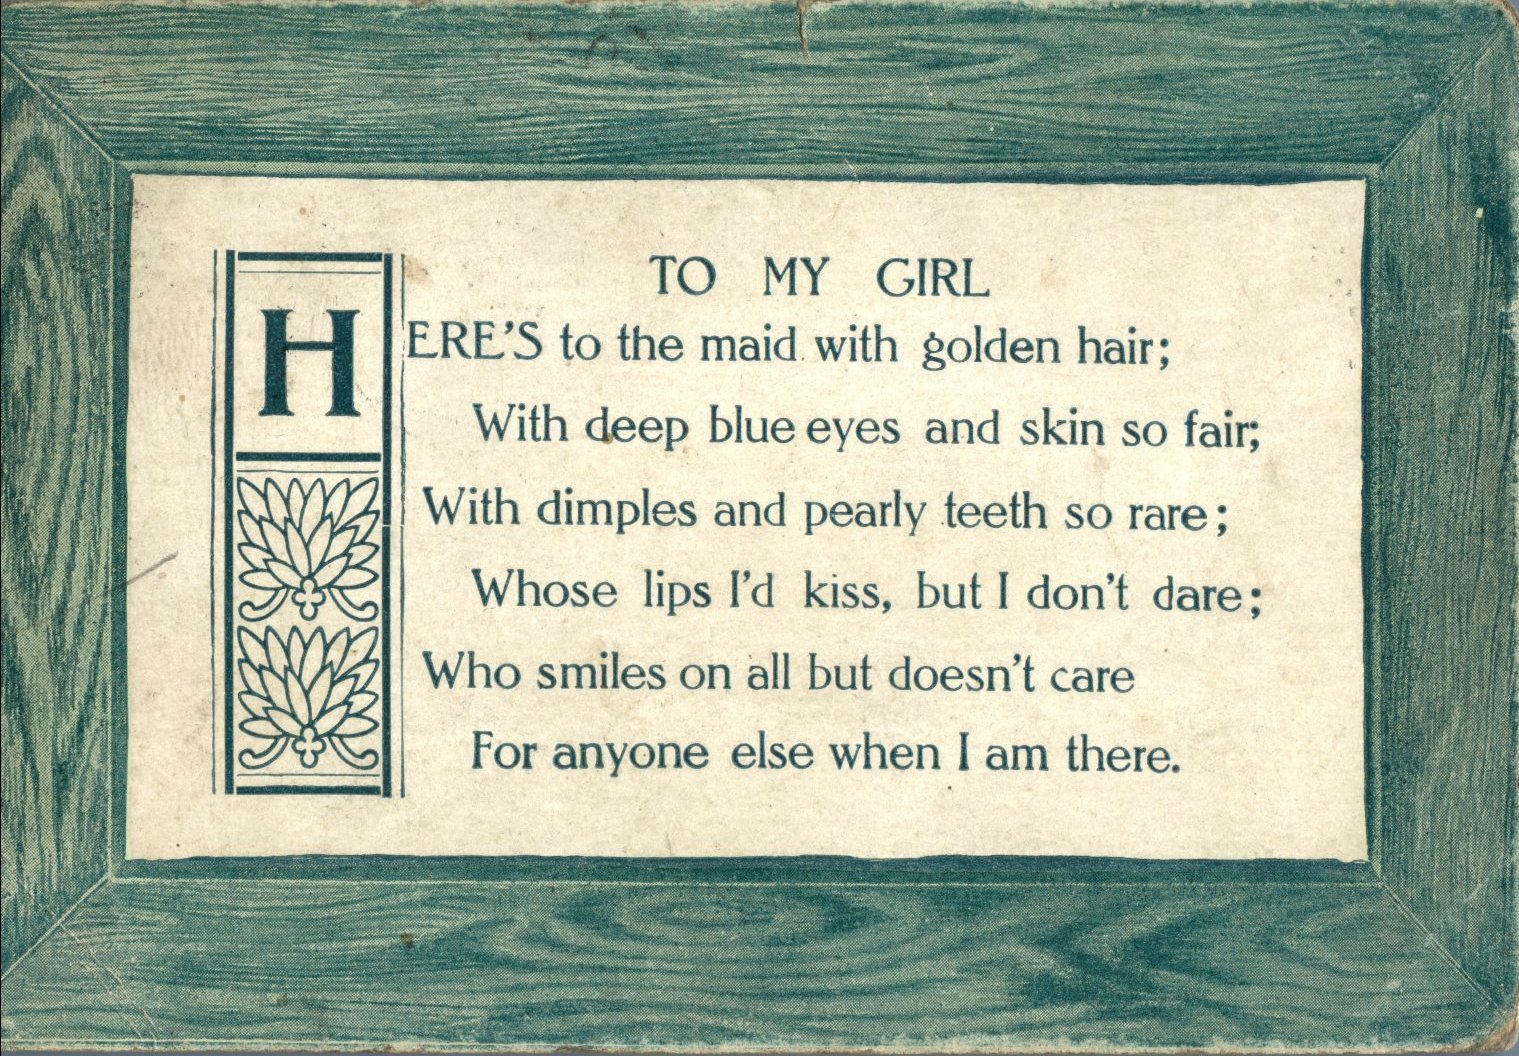 TO MY GIRL
HERE'S to the maid with golden hair;
With deep blue eyes and skin so fair;
With dimples and pearly teeth so rare;
Whose lips I'd kiss, but I don't dare;
Who smiles on all but doesn't care
For anyone else when I am there.